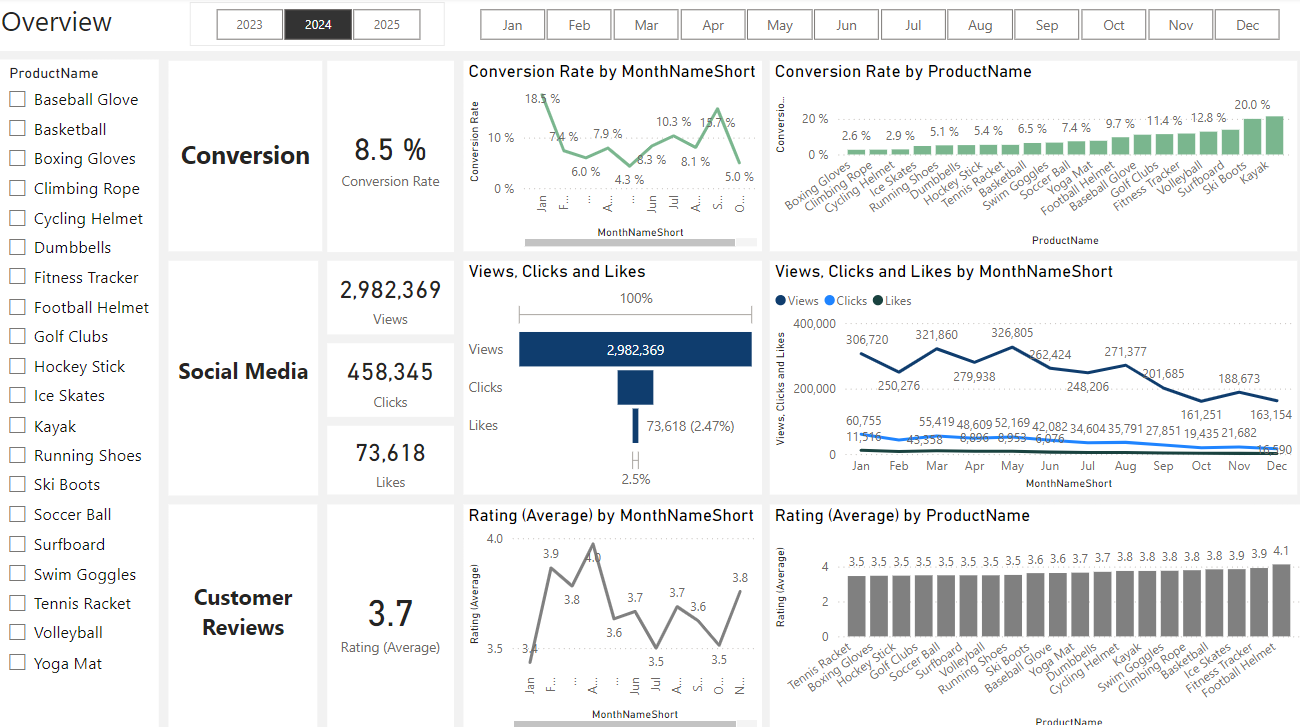 Overview
2023 2024 2025
Jan Feb Mar Apr May Jun Jul Aug Sep Oct Nov Dec
ProductName
Baseball Glove
Basketball
Boxing Gloves
Climbing Rope
Cycling Helmet
Dumbbells
Fitness Tracker
Football Helmet
Golf Clubs
Hockey Stick
Ice Skates
Kayak
Running Shoes
Ski Boots
Soccer Ball
Surfboard
Swim Goggles
Tennis Racket
Volleyball
Yoga Mat
Conversion
8.5 %
Conversion Rate
Conversion Rate by MonthNameShort
Conversion Rate
10 %
0 %
18.5 % 7.4 % 6.0 % 7.9 % 4.3 % 8.3 % 10.3 % 8.1 % 15.7 % 5.0 %
Jan F... ... A... ... Jun Jul A... S... O...
MonthNameShort
Conversion Rate by ProductName
Conversio...
20 %
0 %
2.6 % 2.9 % 5.1 % 5.4 % 6.5 % 7.4 % 9.7 % 11.4 % 12.8 % 20.0 %
Boxing Gloves Climbing Rope Cycling Helmet Ice Skates Running Shoes Dumbbells Hockey Stick Tennis Racket Basketball Swim Goggles Soccer Ball Yoga Mat Football Helmet Baseball Glove Golf Clubs Fitness Tracker Volleyball Surfboard Ski Boots Kayak
ProductName
Social Media
2,982,369
Views
458,345
Clicks
73,618
Likes
Views, Clicks and Likes
100%
Views 2,982,369
Clicks
Likes 73,618 (2.47%)
2.5%
Views, Clicks and Likes by MonthNameShort
Views Clicks Likes
Views, Clicks and Likes
400,000
200,000
0
306,720 250,276 321,860 279,938 326,805 262,424 248,206 271,377 201,685 161,251 188,673 163,154
60,755 43,358 55,419 48,609 52,169 42,082 34,604 35,791 27,851 19,435 21,682 16,590
11,516 8,896 8,953 6,076
Jan Feb Mar Apr May Jun Jul Aug Sep Oct Nov Dec
MonthNameShort
Customer
Reviews
3.7
Rating (Average)
Rating (Average) by MonthNameShort
Rating (Average)
4.0
3.5
3.4 3.9 3.8 4.0 3.6 3.7 3.5 3.7 3.6 3.5 3.8
Jan F... ... A... ... Jun Jul A... S... O... N...
MonthNameShort
Rating (Average) by ProductName
Rating (Average)
4
2
0
3.5 3.5 3.5 3.5 3.5 3.5 3.5 3.5 3.6 3.6 3.7 3.7 3.8 3.8 3.8 3.8 3.8 3.9 3.9 4.1
Tennis Racket Boxing Gloves Hockey Stick Golf Clubs Soccer Ball Surfboard Volleyball Running Shoes Ski Boots Baseball Glove Yoga Mat Dumbbells Cycling Helmet Kayak Swim Goggles Climbing Rope Basketball Ice Skates Fitness Tracker Football Helmet
ProductName